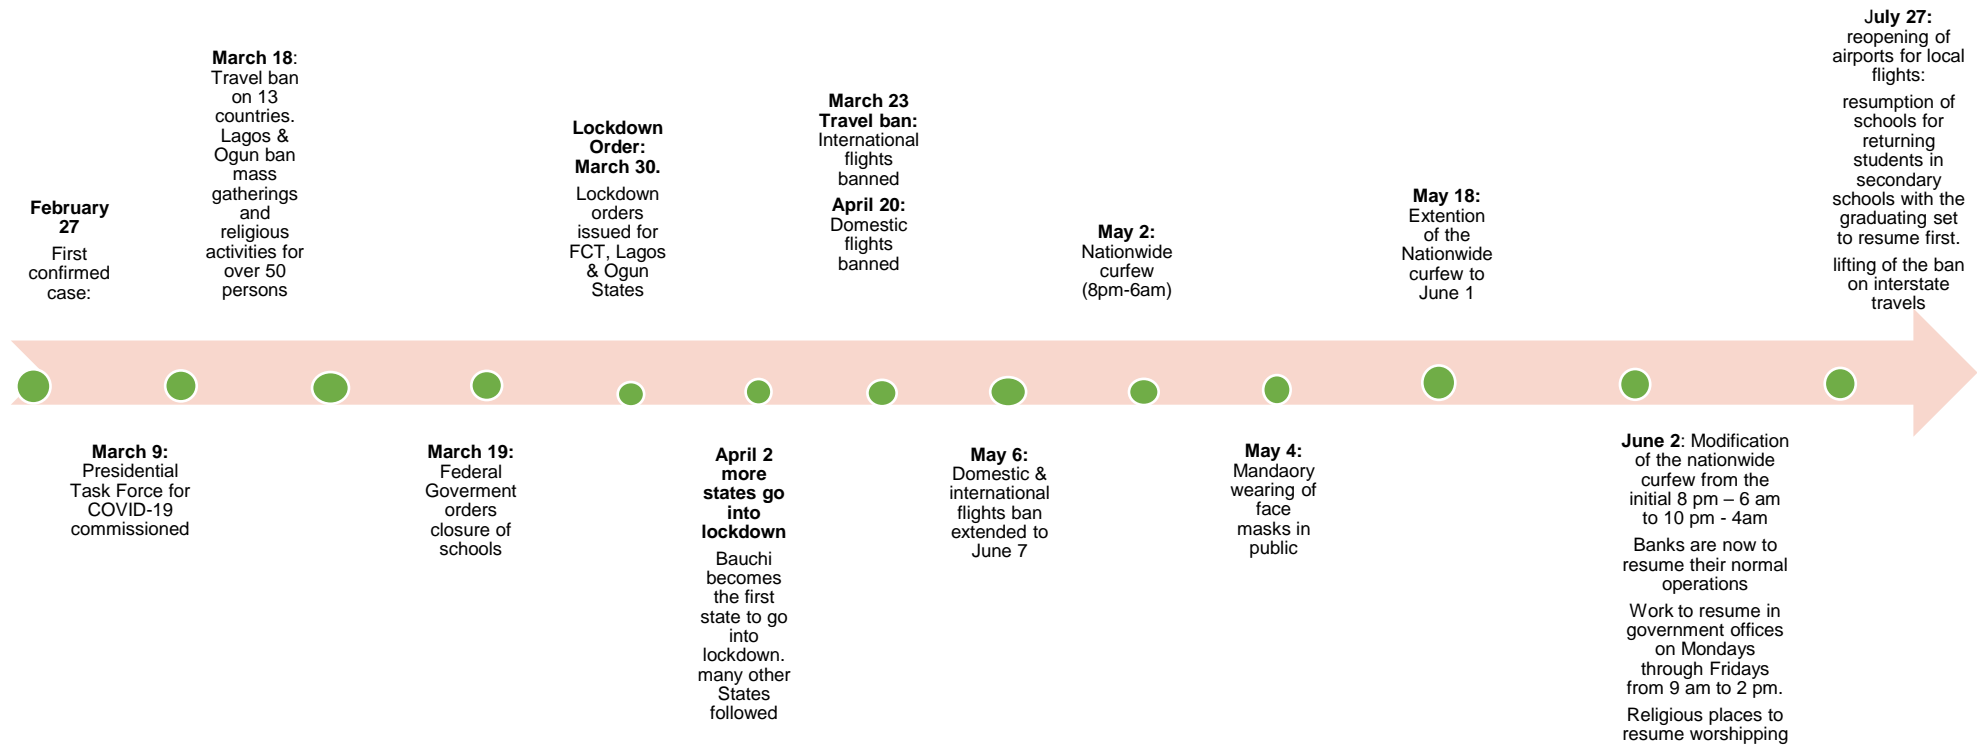 February
27
First
confirmed
case:
March 9:
Presidential
Task Force for
COVID-19
commissioned
March 18:
Travel ban
on 13
countries.
Lagos &
Ogun ban
mass
gatherings
and
religious
activities for
over 50
persons
March 19:
Federal
Goverment
orders
closure of
schools
Lockdown
Order:
March 30.
Lockdown
orders
issued for
FCT, Lagos
& Ogun
States
April 2
more
states go
into
lockdown
Bauchi
becomes
the first
state to go
into
lockdown.
many other
States
followed
March 23
Travel ban:
International
flights
banned
April 20:
Domestic
flights
banned
May 6:
Domestic &
international
flights ban
extended to
June 7
May 2:
Nationwide
curfew
(8pm-6am)
May 4:
Mandaory
wearing of
face
masks in
public
May 18:
Extention
of the
Nationwide
curfew to
June 1
June 2: Modification
of the nationwide
curfew from the
initial 8 pm – 6 am
to 10 pm - 4am
Banks are now to
resume their normal
operations
Work to resume in
government offices
on Mondays
through Fridays
from 9 am to 2 pm.
Religious places to
resume worshipping
July 27:
reopening of
airports for local
flights:
resumption of
schools for
returning
students in
secondary
schools with the
graduating set
to resume first.
lifting of the ban
on interstate
travels